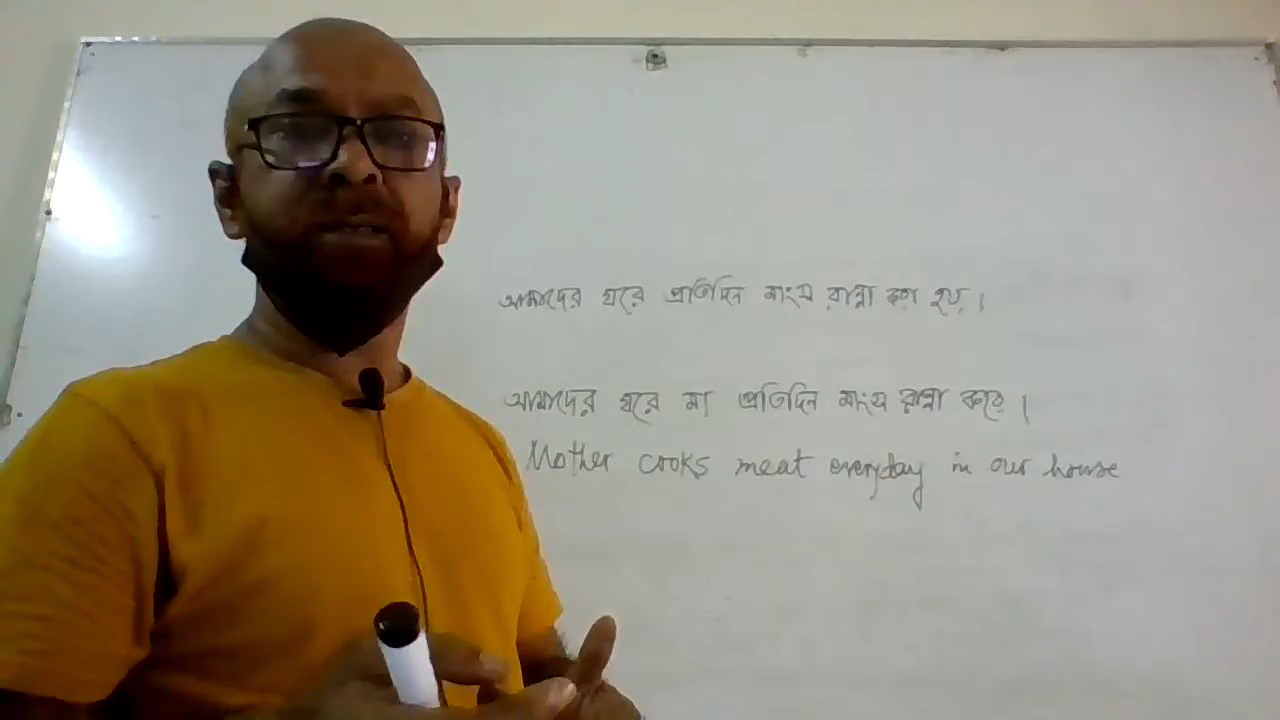 আমাদের ঘরে প্রতিদিন মাংস রান্না করা হয়।
আমাদের ঘরে মা প্রতিদিন মাংস রান্না করে।
Mother cooks meat everyday in our house